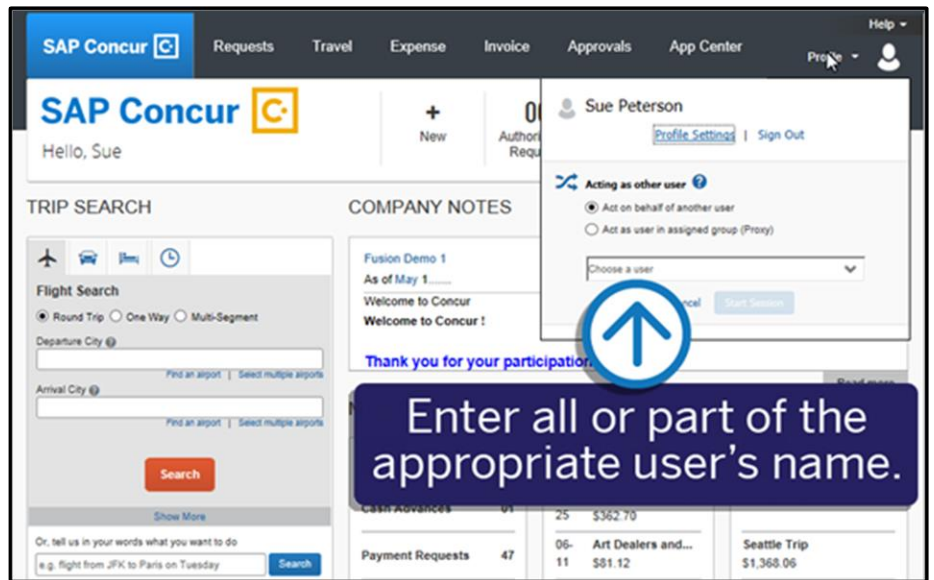 Help
SAP Concur C
Requests Travel Expense Invoice Approvals App Center
Profile
SAP Concur C
Hello, Sue
+
New
Authori
Requ
Sue Peterson
Profile Settings | Sign Out
Acting as other user ?
Act on behalf of another user
Act as user in assigned group (Proxy)
Choose a user
Start Session
TRIP SEARCH
Flight Search
Round Trip One Way Multi-Segment
Departure City
Find an airport | Select multiple airports
Arrival City
Find an airport | Select multiple airports
Search
Show More
Or, tell us in your words what you want to do
e.g. flight from JFK to Paris on Tuesday
Search
COMPANY NOTES
Fusion Demo 1
As of May 1.......
Welcome to Concur
Welcome to Concur !
Thank you for your participation
Read more
Enter all or part of the
appropriate user's name.
Cash Advances 01
25 $362.70
Payment Requests 47
06-
11
Art Dealers and...
$81.12
Seattle Trip
$1,368.06